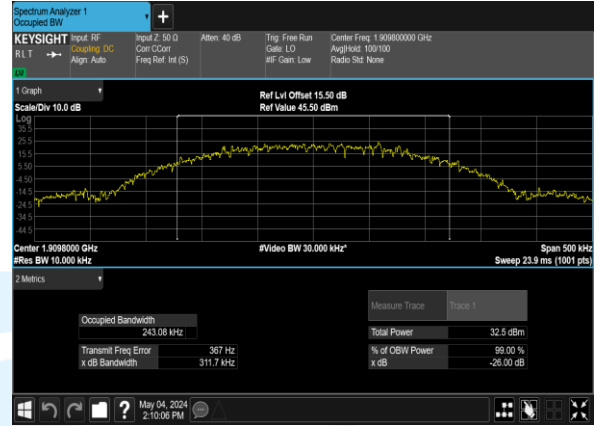 Spectrum Analyzer 1
Occupied BW
+
KEYSIGHT Input: RF Input Z: 50 Ω Atten: 40 dB Trig: Free Run Center Freq: 1.909800000 GHz
RLT Coupling: DC Corr CCorr Gate: LO Avg|Hold: 100/100
Align: Auto Freq Ref: Int (S) #IF Gain: Low Radio Std: None
1 Graph
Ref Lvl Offset 15.50 dB
Scale/Div 10.0 dB Ref Value 45.50 dBm
Log
35.5
25.5
15.5
5.50
-4.50
-14.5
-24.5
-34.5
-44.5
Center 1.9098000 GHz #Video BW 30.000 kHz* Span 500 kHz
#Res BW 10.000 kHz Sweep 23.9 ms (1001 pts)
2 Metrics
Measure Trace Trace 1
Occupied Bandwidth
243.08 kHz Total Power 32.5 dBm
Transmit Freq Error 367 Hz % of OBW Power 99.00 %
x dB Bandwidth 311.7 kHz x dB -26.00 dB
? May 04, 2024
2:10:06 PM